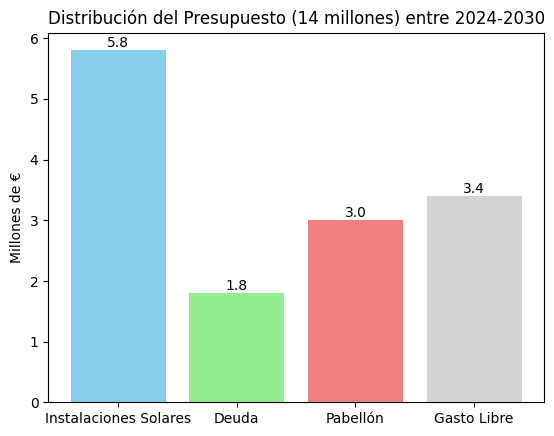 Distribución del Presupuesto (14 millones) entre 2024-2030
Millones de €
6
5
4
3
2
1
0
5.8
1.8
3.0
3.4
Instalaciones Solares
Deuda
Pabellón
Gasto Libre